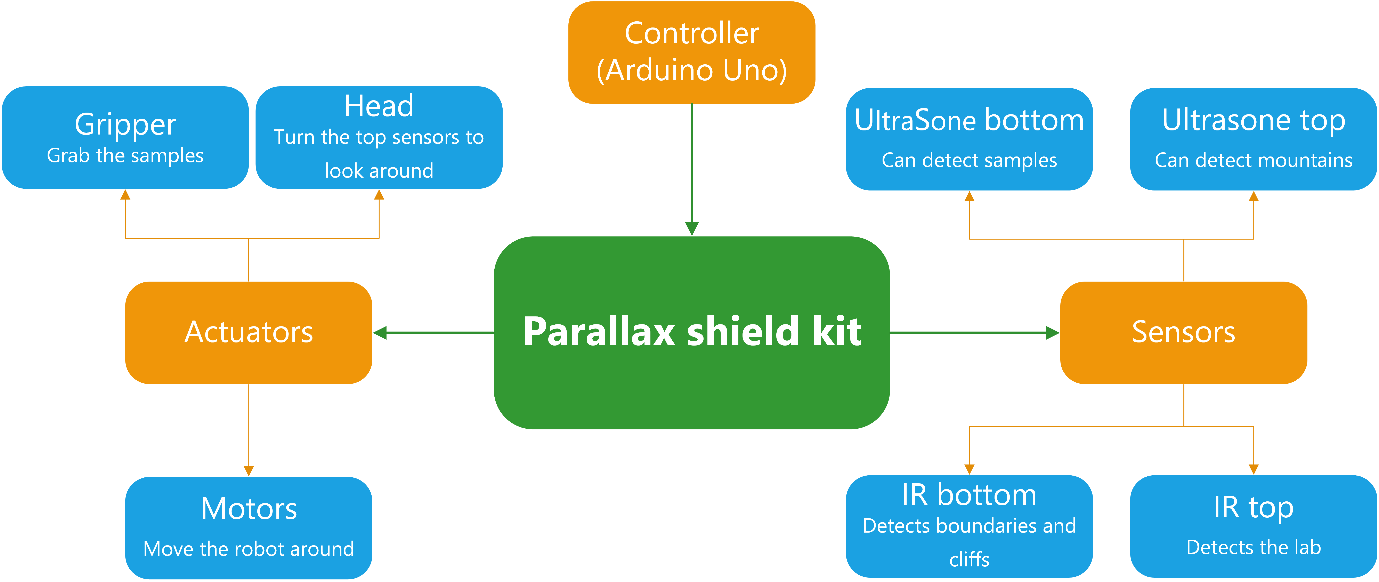 Controller
(Arduino Uno)
Gripper
Grab the samples
Head
Turn the top sensors to
look around
UltraSone bottom
Can detect samples
Ultrasone top
Can detect mountains
Actuators
Parallax shield kit
Sensors
Motors
Move the robot around
IR bottom
Detects boundaries and
cliffs
IR top
Detects the lab